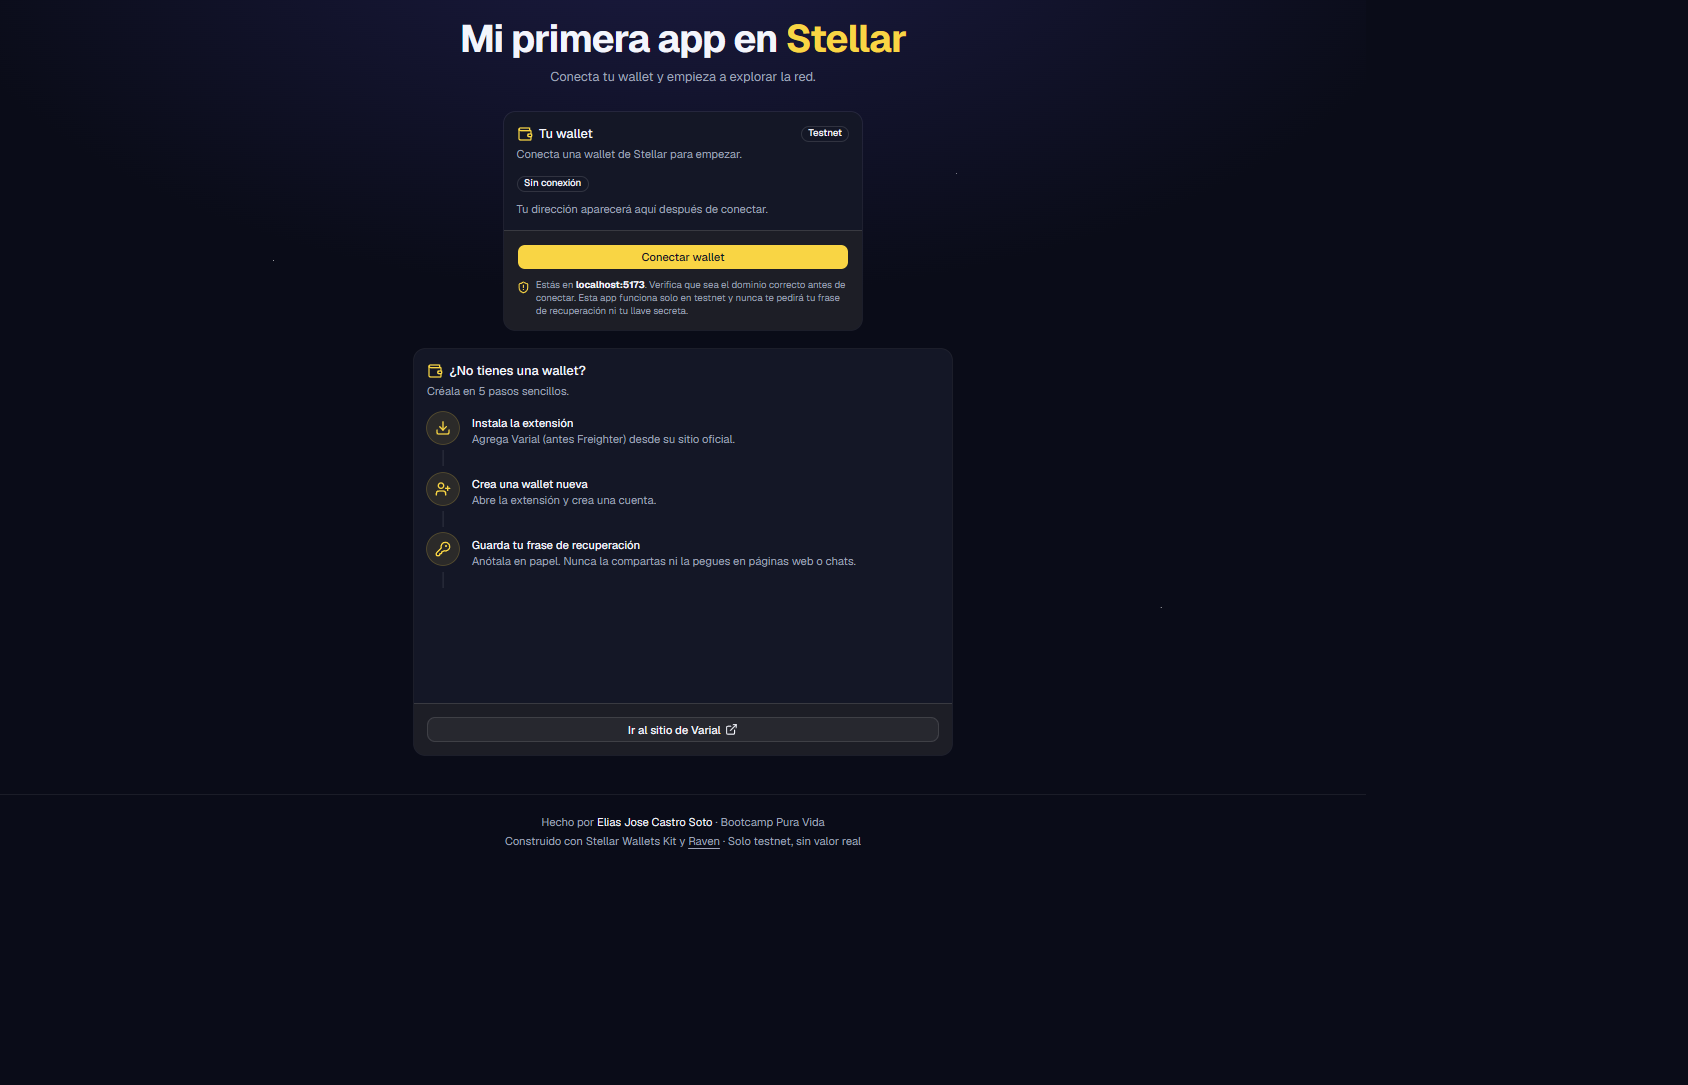 Mi primera app en Stellar
Conecta tu wallet y empieza a explorar la red.
Tu wallet
Testnet
Conecta una wallet de Stellar para empezar.
Sin conexión
Tu dirección aparecerá aquí después de conectar.
Conectar wallet
Estás en localhost:5173. Verifica que sea el dominio correcto antes de
conectar. Esta app funciona solo en testnet y nunca te pedirá tu frase
de recuperación ni tu llave secreta.
¿No tienes una wallet?
Créala en 5 pasos sencillos.
Instala la extensión
Agrega Varial (antes Freighter) desde su sitio oficial.
Crea una wallet nueva
Abre la extensión y crea una cuenta.
Guarda tu frase de recuperación
Anótala en papel. Nunca la compartas ni la pegues en páginas web o chats.
Ir al sitio de Varial
Hecho por Elias Jose Castro Soto · Bootcamp Pura Vida
Construido con Stellar Wallets Kit y Raven · Solo testnet, sin valor real